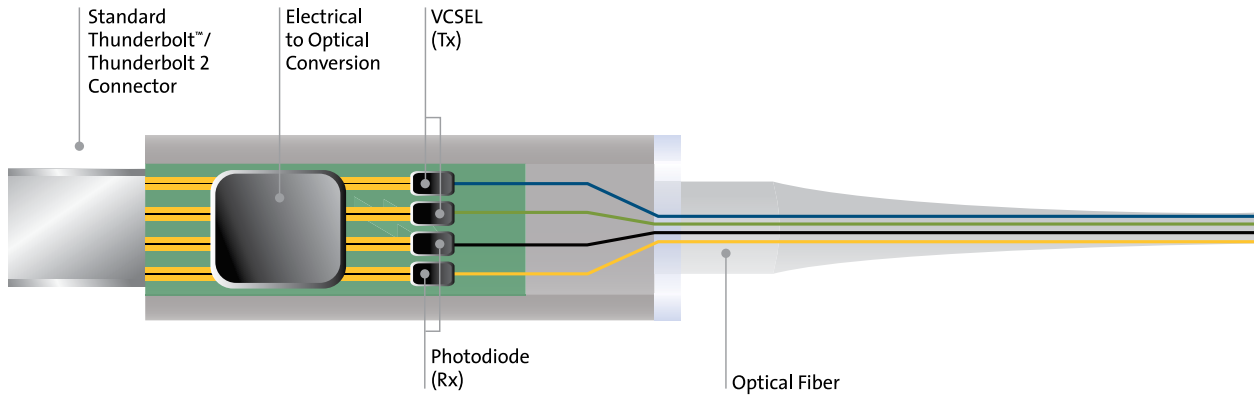 Standard
Thunderbolt™/
Thunderbolt 2
Connector
Electrical
to Optical
Conversion
VCSEL
(Tx)
Photodiode
(Rx)
Optical Fiber